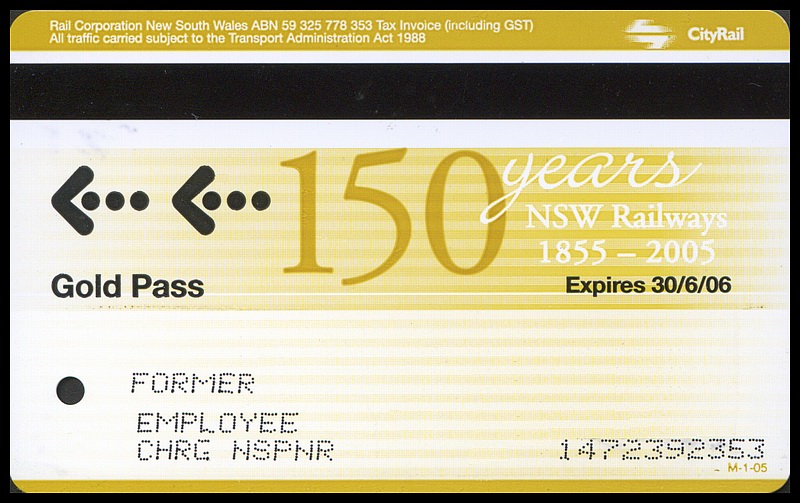 Rail Corporation New South Wales ABN 59 325 778 353 Tax Invoice (including GST)
All traffic carried subject to the Transport Administration Act 1988
CityRail
150 years
NSW Railways
1855 – 2005
Gold Pass
Expires 30/6/06
FORMER
EMPLOYEE
CHRG NSPNR
1472392353
M-1-05